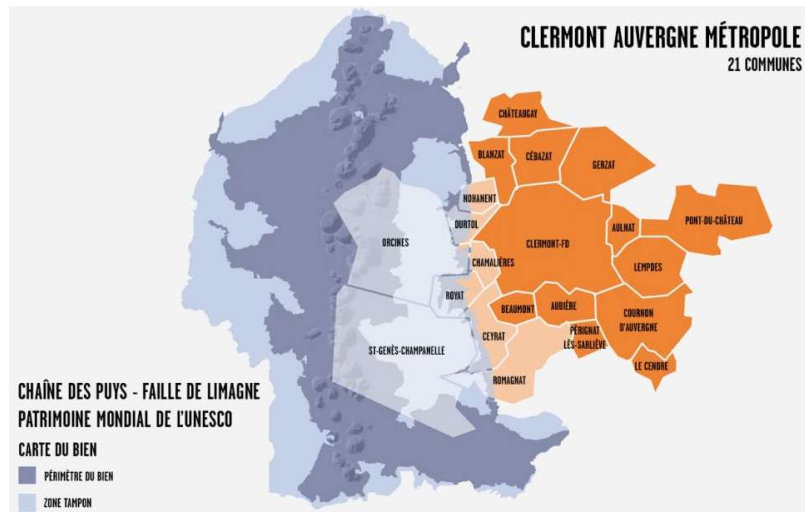 CLERMONT AUVERGNE MÉTROPOLE
21 COMMUNES
CHÂTEAUGAY
BLANZAT
CÉBAZAT
GERZAT
NOHANENT
DURTOL
ORCINES
CLERMONT-FD
AULNAT
PONT-DU-CHÂTEAU
CHAMALIÈRES
LEMPDES
ROYAT
BEAUMONT
AUBIÈRE
COURNON
D'AUVERGNE
CEYRAT
PÉRIGNAT
LÈS-SARLIÈVE
ST-GENÈS-CHAMPANELLE
LE CENDRE
ROMAGNAT
CHAÎNE DES PUYS - FAILLE DE LIMAGNE
PATRIMOINE MONDIAL DE L'UNESCO
CARTE DU BIEN
PÉRIMÈTRE DU BIEN
ZONE TAMPON